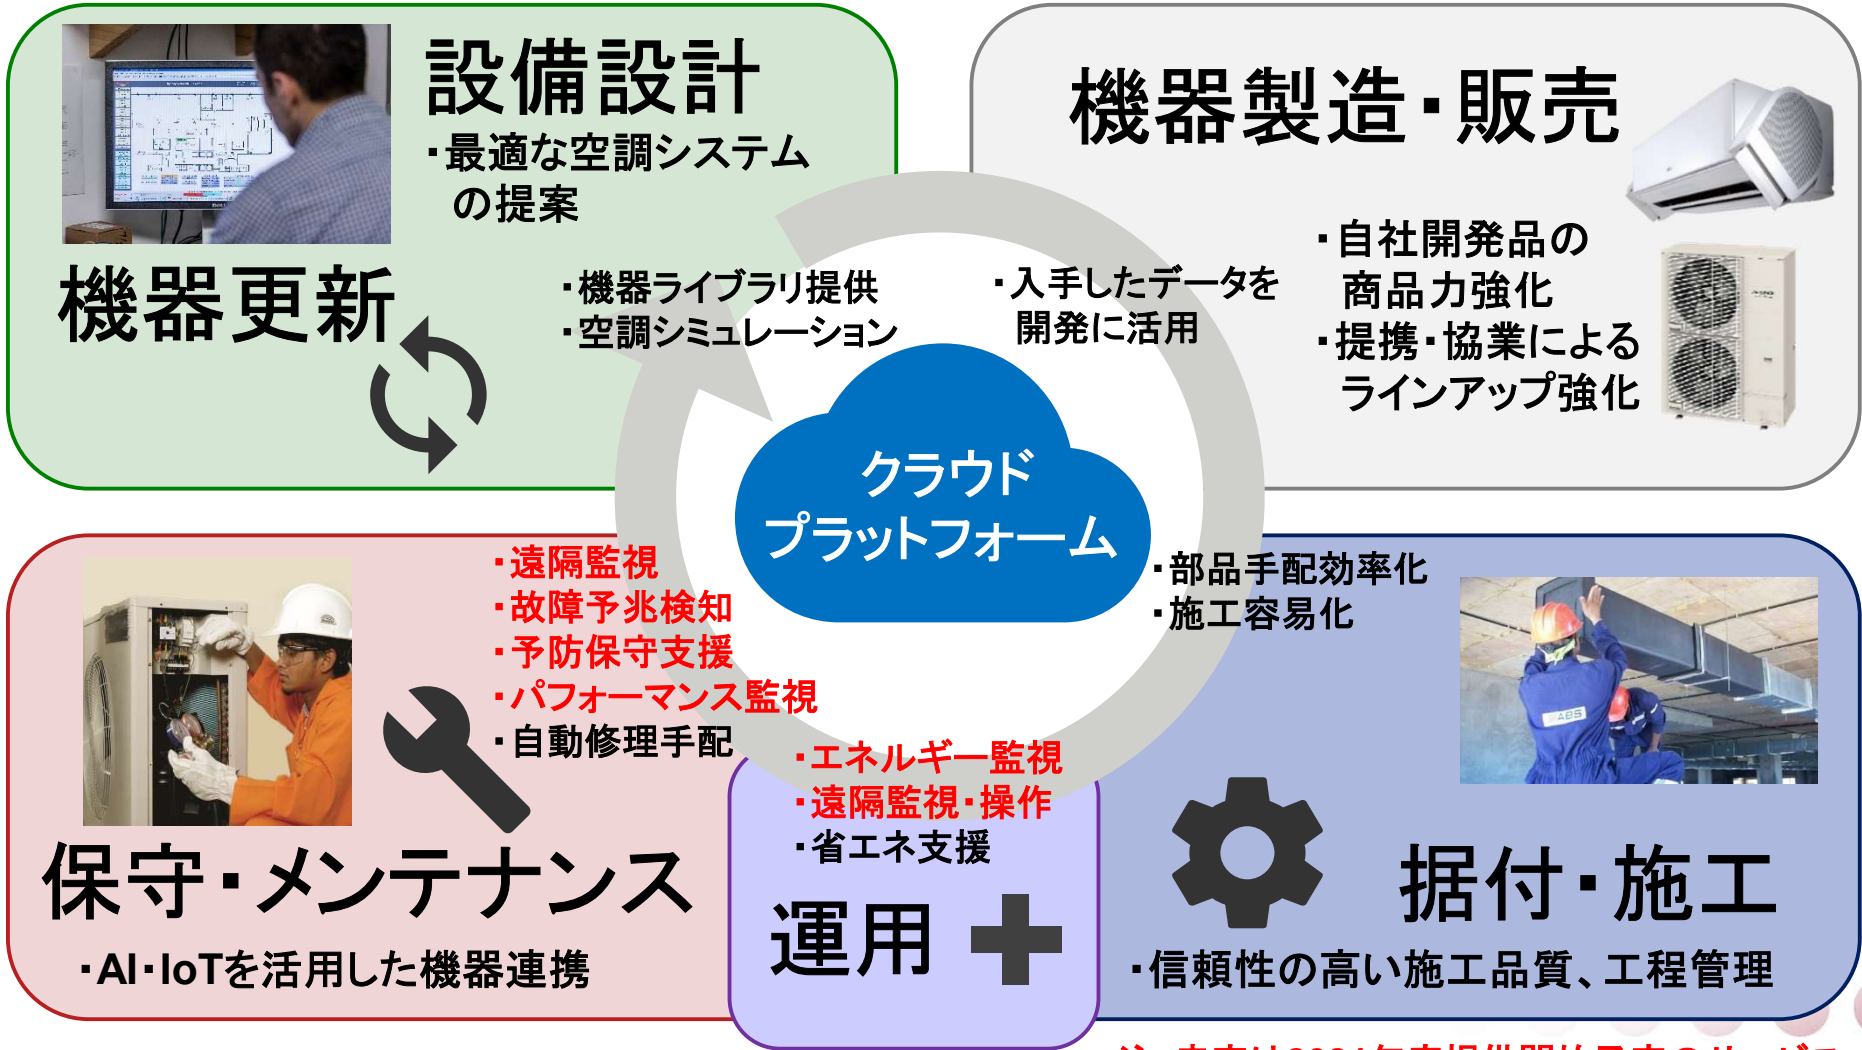 設備設計
・最適な空調システム
の提案
機器更新
・機器ライブラリ提供
・空調シミュレーション
機器製造・販売
・自社開発品の
商品力強化
・提携・協業による
ラインアップ強化
・入手したデータを
開発に活用
クラウド
プラットフォーム
・遠隔監視
・故障予兆検知
・予防保守支援
・パフォーマンス監視
・自動修理手配
保守・メンテナンス
・AI・IoTを活用した機器連携
・エネルギー監視
・遠隔監視・操作
・省エネ支援
運用
・部品手配効率化
・施工容易化
ABS
据付・施工
・信頼性の高い施工品質、工程管理